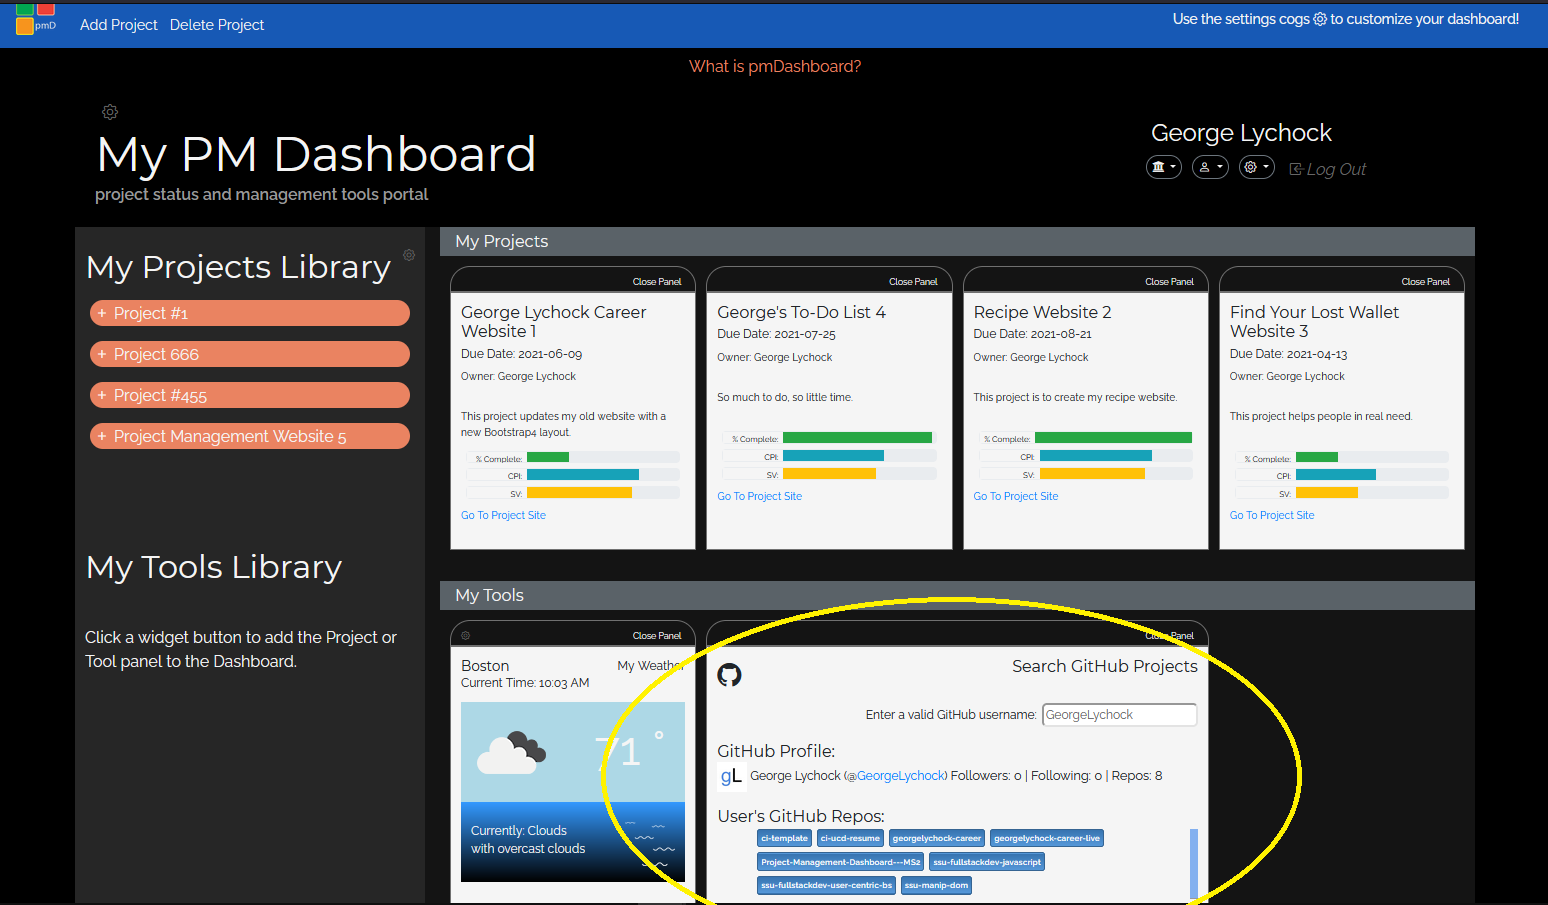 pmD Add Project Delete Project Use the settings cogs to customize your dashboard!
What is pmDashboard?
My PM Dashboard
project status and management tools portal
George Lychock
Log Out
My Projects Library
+ Project #1
+ Project 666
+ Project #455
+ Project Management Website 5
My Tools Library
Click a widget button to add the Project or
Tool panel to the Dashboard.
My Projects
Close Panel
George Lychock Career
Website 1
Due Date: 2021-06-09
Owner: George Lychock
This project updates my old website with a
new Bootstrap4 layout.
% Complete:
CPI:
SV:
Go To Project Site
Close Panel
George's To-Do List 4
Due Date: 2021-07-25
Owner: George Lychock
So much to do, so little time.
% Complete:
CPI:
SV:
Go To Project Site
Close Panel
Recipe Website 2
Due Date: 2021-08-21
Owner: George Lychock
This project is to create my recipe website.
% Complete:
CPI:
SV:
Go To Project Site
Close Panel
Find Your Lost Wallet
Website 3
Due Date: 2021-04-13
Owner: George Lychock
This project helps people in real need.
% Complete:
CPI:
SV:
Go To Project Site
My Tools
Close Panel
Boston My Weather
Current Time: 10:03 AM
71 °
Currently: Clouds
with overcast clouds
Close Panel
Search GitHub Projects
Enter a valid GitHub username: GeorgeLychock
GitHub Profile:
gL George Lychock (@GeorgeLychock) Followers: 0 | Following: 0 | Repos: 8
User's GitHub Repos:
ci-template ci-ucd-resume georgelychock-career georgelychock-career-live
Project-Management-Dashboard---MS2 ssu-fullstackdev-javascript
ssu-fullstackdev-user-centric-bs ssu-manip-dom